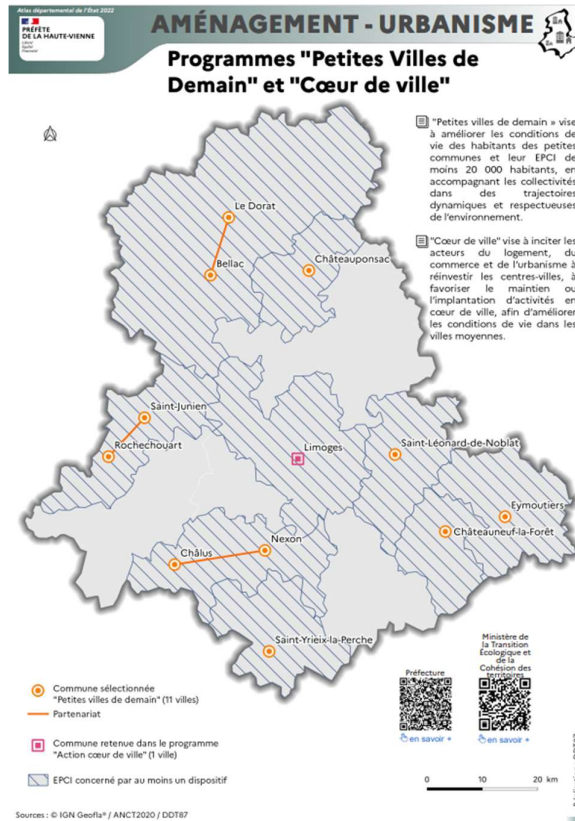 Atlas départemental de l'État 2022
PRÉFÈTE
DE LA HAUTE-VIENNE
Liberté
Égalité
Fraternité
AMÉNAGEMENT - URBANISME
Programmes "Petites Villes de
Demain" et "Cœur de ville"
"Petites villes de demain » vise
à améliorer les conditions de
vie des habitants des petites
communes et leur EPCI de
moins 20 000 habitants, en
accompagnant les collectivités
dans des trajectoires
dynamiques et respectueuses
de l'environnement.
"Cœur de ville" vise à inciter les
acteurs du logement, du
commerce et de l'urbanisme à
réinvestir les centres-villes, à
favoriser le maintien ou
l'implantation d'activités en
cœur de ville, afin d'améliorer
les conditions de vie dans les
villes moyennes.
Le Dorat
Bellac
Châteauponsac
Saint-Junien
Rochechouart
Limoges
Saint-Léonard-de-Noblat
Eymoutiers
Châteauneuf-la-Forêt
Nexon
Châlus
Saint-Yrieix-la-Perche
Commune sélectionnée
"Petites villes de demain" (11 villes)
Partenariat
Commune retenue dans le programme
"Action cœur de ville" (1 ville)
EPCI concerné par au moins un dispositif
Préfecture
en savoir +
Ministère de
la Transition
Écologique et
de la
Cohésion des
territoires
en savoir +
0 10 20 km
Sources : © IGN Geofla® / ANCT2020 / DDT87